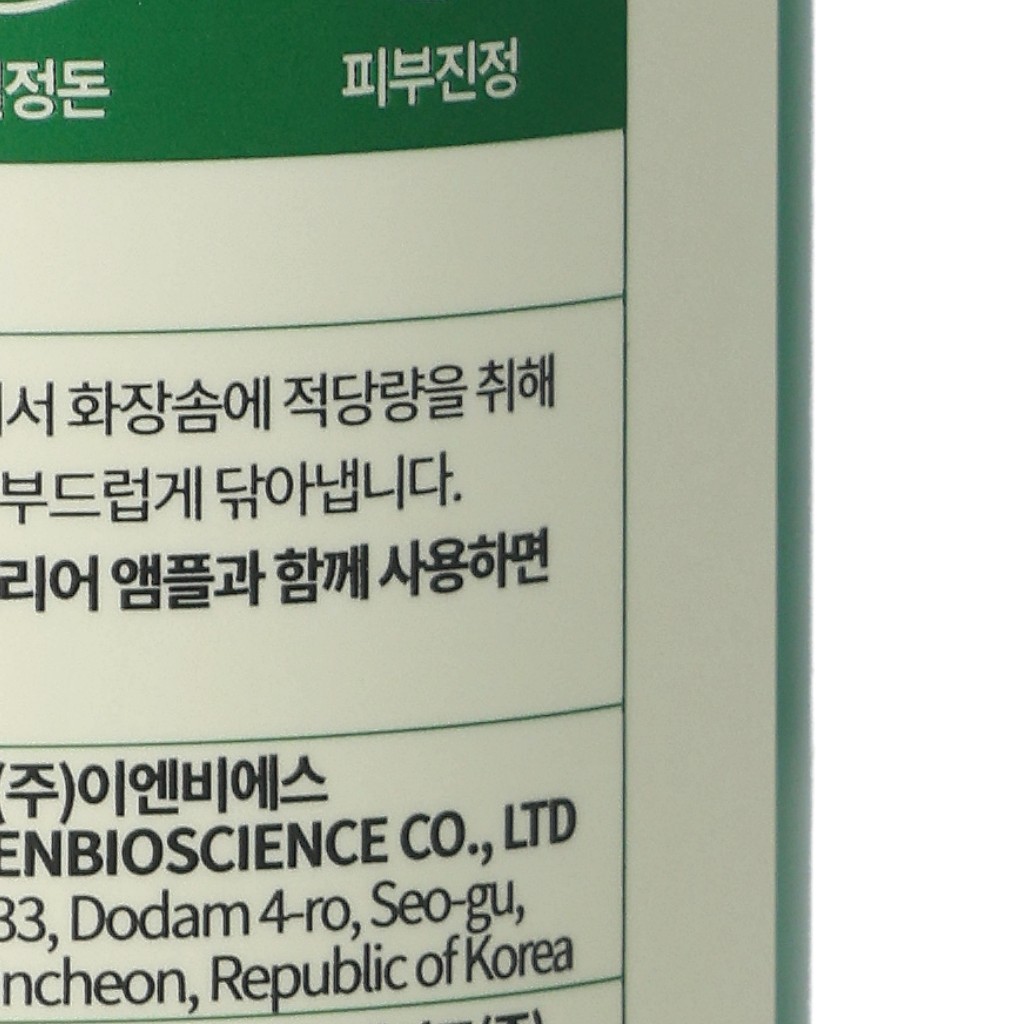 정돈
피부진정
서 화장솜에 적당량을 취해
부드럽게 닦아냅니다.
리어 앰플과 함께 사용하면
(주)이엔비에스
ENBIOSCIENCE CO., LTD
33, Dodam 4-ro, Seo-gu,
ncheon, Republic of Korea